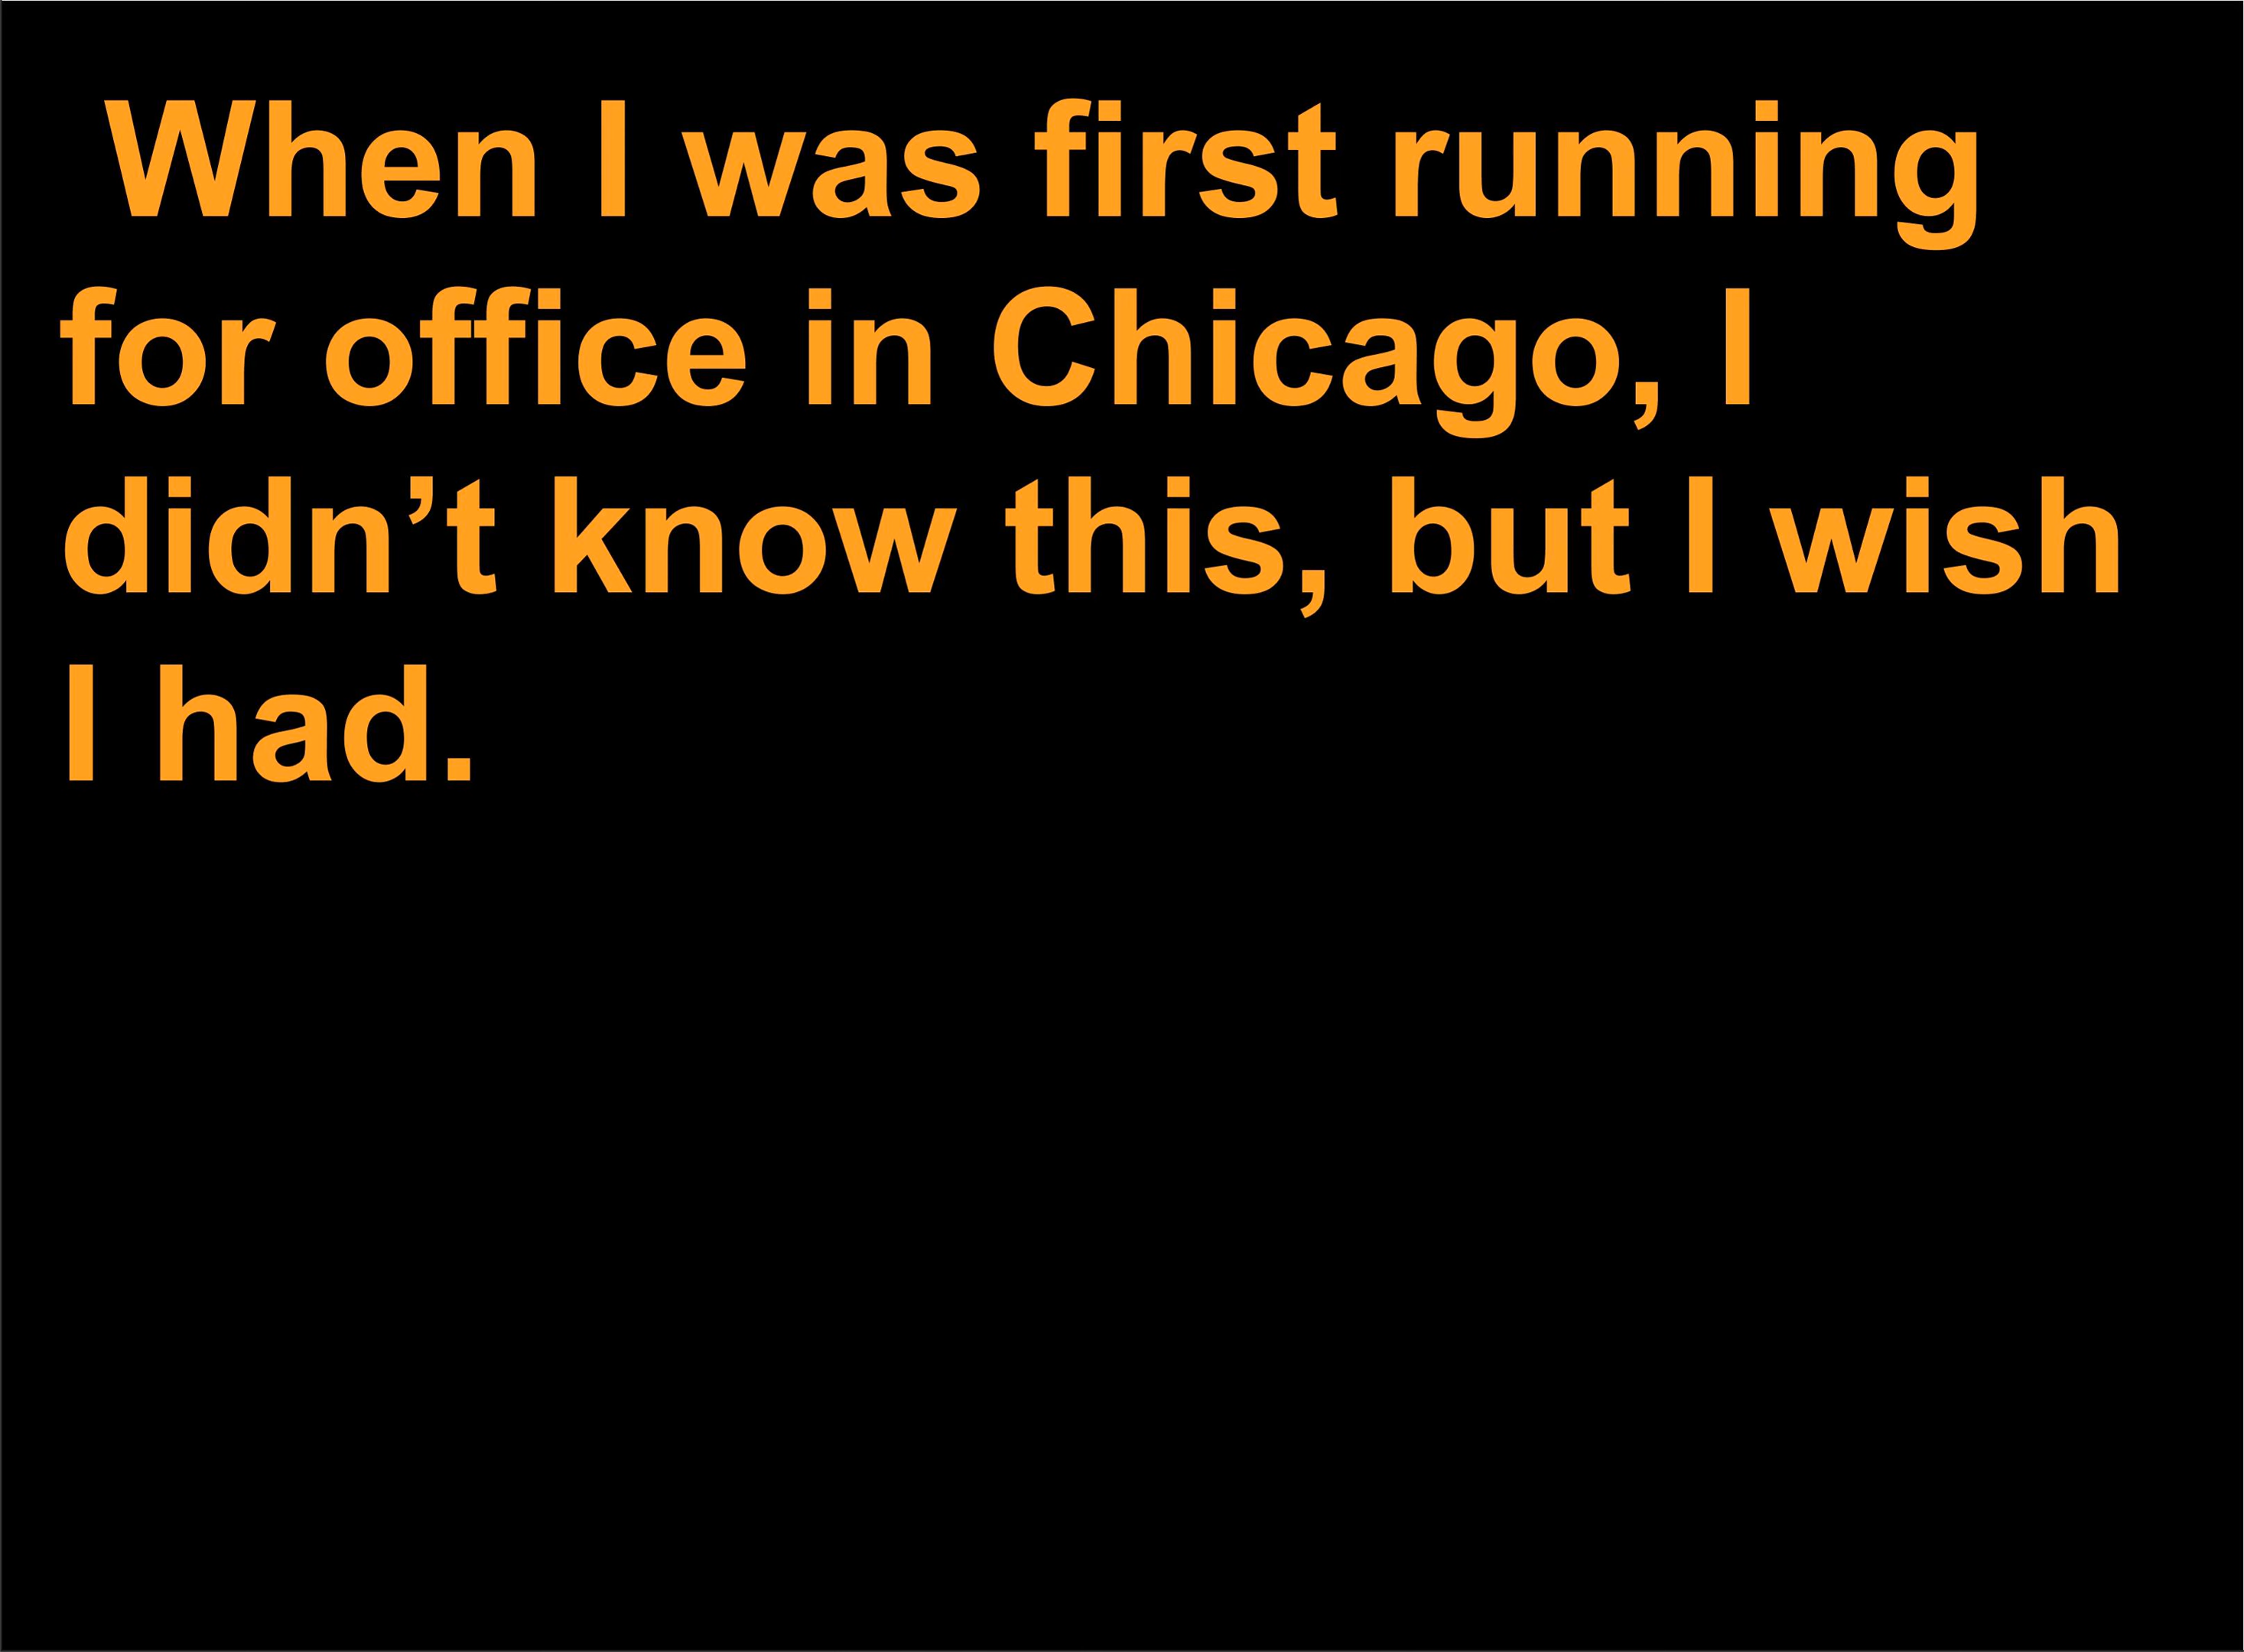 When I was first running
for office in Chicago, I
didn’t know this, but I wish
I had.